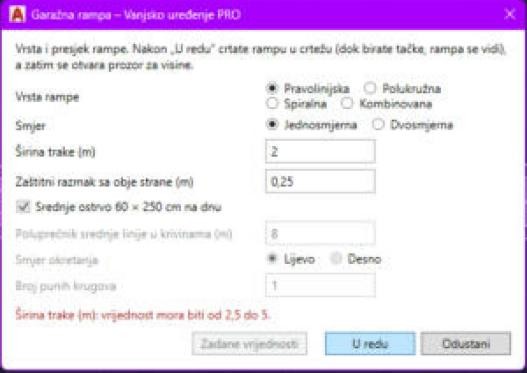 Garažna rampa – Vanjsko uređenje PRO
Vrsta i presjek rampe. Nakon „U redu" crtate rampu u crtežu (dok birate tačke, rampa se vidi),
a zatim se otvara prozor za visine.
Vrsta rampe
Pravolinijska Polukružna
Spiralna Kombinovana
Smjer Jednosmjerna Dvosmjerna
Širina trake (m) 2
Zaštitni razmak sa obje strane (m) 0,25
Srednje ostrvo 60 × 250 cm na dnu
Poluprečnik srednje linije u krivinama (m) 8
Smjer okretanja Lijevo Desno
Broj punih krugova 1
Širina trake (m): vrijednost mora biti od 2,5 do 5.
Zadane vrijednosti U redu Odustani